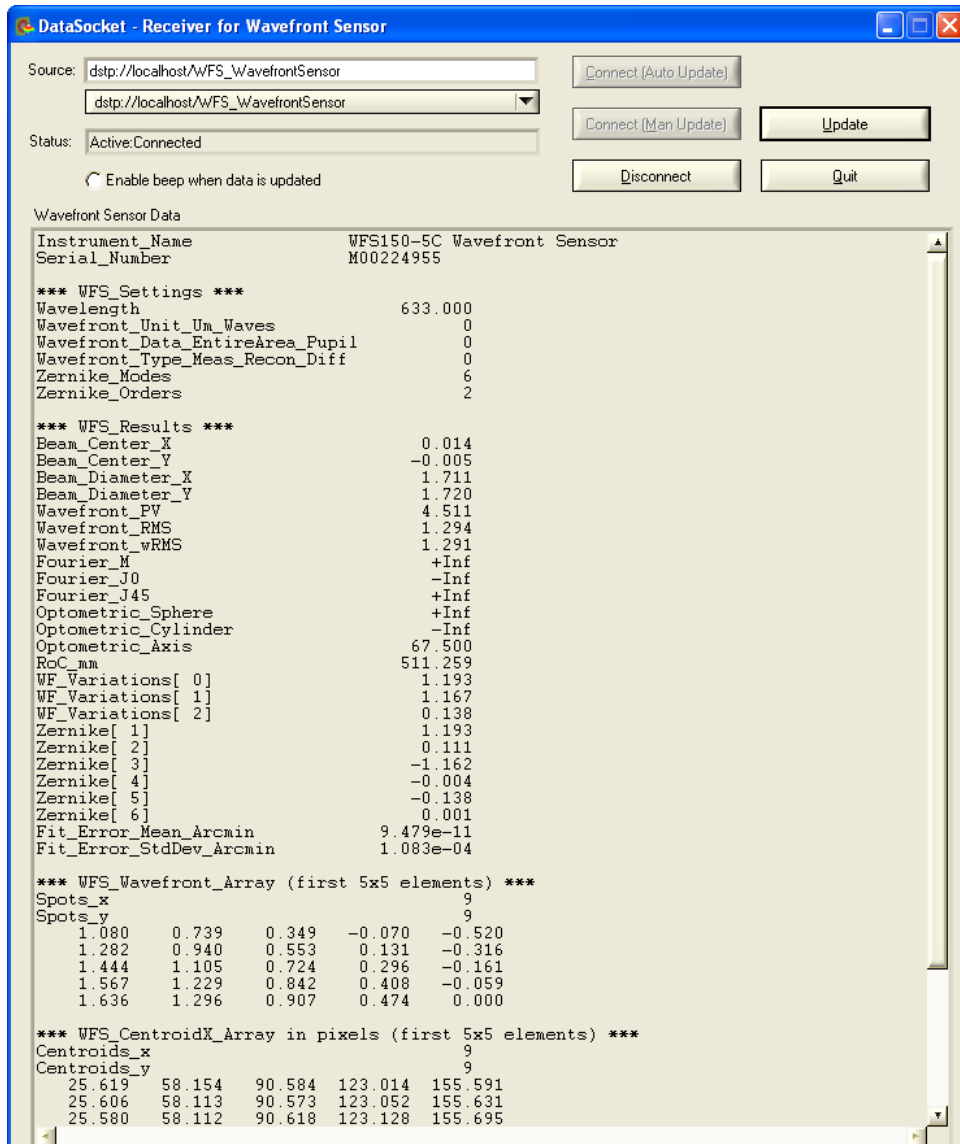 DataSocket - Receiver for Wavefront Sensor
Source: dstp://localhost/WFS_WavefrontSensor
Connect (Auto Update)
dstp://localhost/WFS_WavefrontSensor
Connect (Man Update) Update
Status: Active:Connected
Enable beep when data is updated
Disconnect Quit
Wavefront Sensor Data
Instrument_Name WFS150-5C Wavefront Sensor
Serial_Number M00224955
*** WFS_Settings ***
Wavelength 633.000
Wavefront_Unit_Um_Waves 0
Wavefront_Data_EntireArea_Pupil 0
Wavefront_Type_Meas_Recon_Diff 0
Zernike_Modes 6
Zernike_Orders 2
*** WFS_Results ***
Beam_Center_X 0.014
Beam_Center_Y -0.005
Beam_Diameter_X 1.711
Beam_Diameter_Y 1.720
Wavefront_PV 4.511
Wavefront_RMS 1.294
Wavefront_wRMS 1.291
Fourier_M +Inf
Fourier_J0 -Inf
Fourier_J45 +Inf
Optometric_Sphere +Inf
Optometric_Cylinder -Inf
Optometric_Axis 67.500
RoC_mm 511.259
WF_Variations[ 0] 1.193
WF_Variations[ 1] 1.167
WF_Variations[ 2] 0.138
Zernike[ 1] 1.193
Zernike[ 2] 0.111
Zernike[ 3] -1.162
Zernike[ 4] -0.004
Zernike[ 5] -0.138
Zernike[ 6] 0.001
Fit_Error_Mean_Arcmin 9.479e-11
Fit_Error_StdDev_Arcmin 1.083e-04
*** WFS_Wavefront_Array (first 5x5 elements) ***
Spots_x 9
Spots_y 9
1.080 0.739 0.349 -0.070 -0.520
1.282 0.940 0.553 0.131 -0.316
1.444 1.105 0.724 0.296 -0.161
1.567 1.229 0.842 0.408 -0.059
1.636 1.296 0.907 0.474 0.000
*** WFS_CentroidX_Array in pixels (first 5x5 elements) ***
Centroids_x 9
Centroids_y 9
25.619 58.154 90.584 123.014 155.591
25.606 58.113 90.573 123.052 155.631
25.580 58.112 90.618 123.128 155.695